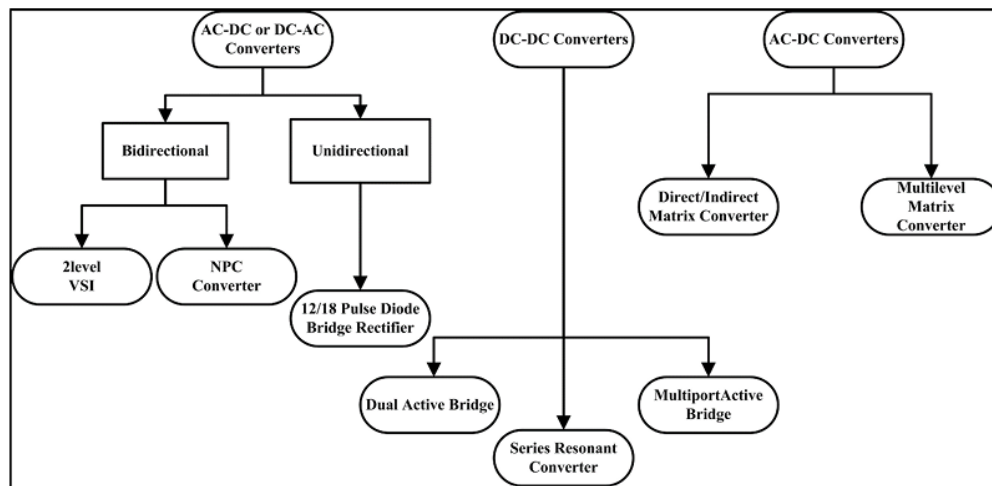 AC-DC or DC-AC
Converters
DC-DC Converters
AC-DC Converters
Bidirectional
Unidirectional
Direct/Indirect
Matrix Converter
Multilevel
Matrix
Converter
2level
VSI
NPC
Converter
12/18 Pulse Diode
Bridge Rectifier
Dual Active Bridge
MultiportActive
Bridge
Series Resonant
Converter